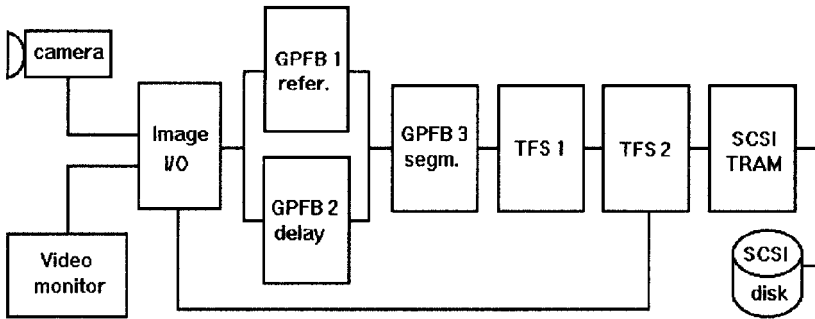 camera
Image
I/O
Video
monitor
GPFB 1
refer.
GPFB 2
delay
GPFB 3
segm.
TFS 1
TFS 2
SCSI
TRAM
SCSI
disk